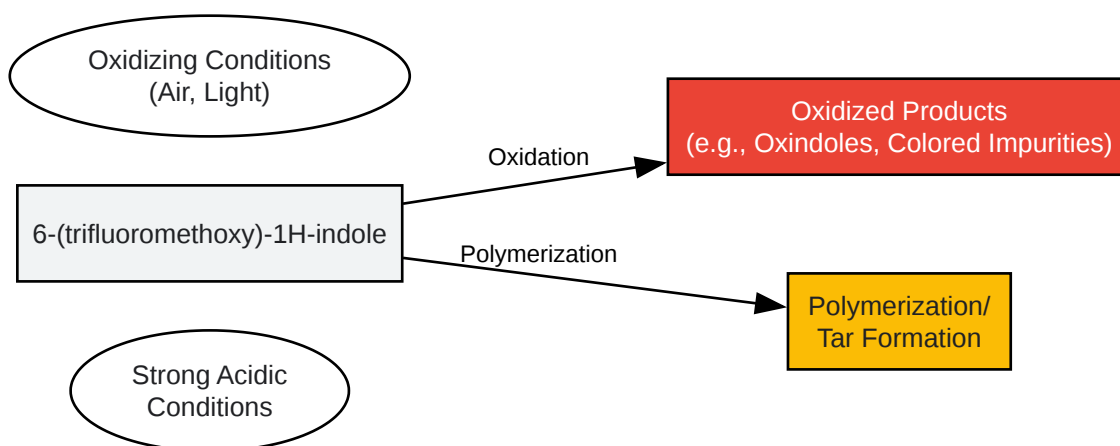 Oxidizing Conditions
(Air, Light)
Oxidized Products
(e.g., Oxindoles, Colored Impurities)
Oxidation
6-(trifluoromethoxy)-1H-indole
Polymerization
Polymerization/
Tar Formation
Strong Acidic
Conditions